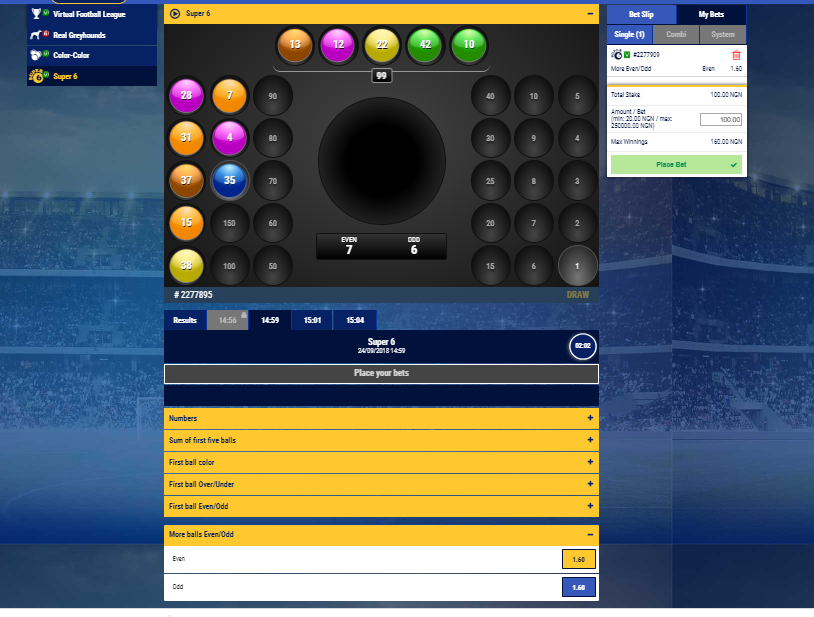 Virtual Football League
Real Greyhounds
Color-Color
Super 6
Super 6
13 12 22 42 10
99
28 7 90
31 4 80
37 35 70
15 150 60
38 100 50
40 10 5
30 9 4
25 8 3
20 7 2
15 6 1
EVEN ODD
7 6
# 2277895 DRAW
Results 14:56 14:59 15:01 15:04
Super 6
24/09/2018 14:59
02:02
Place your bets
Numbers +
Sum of first five balls +
First ball color +
First ball Over/Under +
First ball Even/Odd +
More balls Even/Odd −
Even 1.60
Odd 1.60
Bet Slip My Bets
Single (1) Combi System
#2277909
More Even/Odd Even 1.60
Total Stake 100.00 NGN
Amount / Bet
(min: 20.00 NGN / max:
250000.00 NGN)
100.00
Max Winnings 160.00 NGN
Place Bet